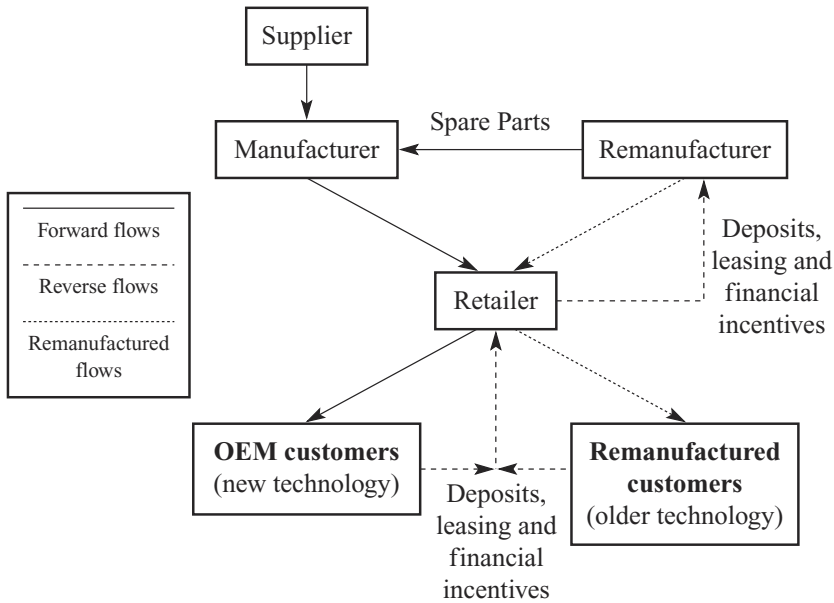 Supplier
Spare Parts
Manufacturer
Remanufacturer
Forward flows
Reverse flows
Remanufactured
flows
Deposits,
leasing and
financial
incentives
Retailer
OEM customers
(new technology)
Deposits,
leasing and
financial
incentives
Remanufactured
customers
(older technology)